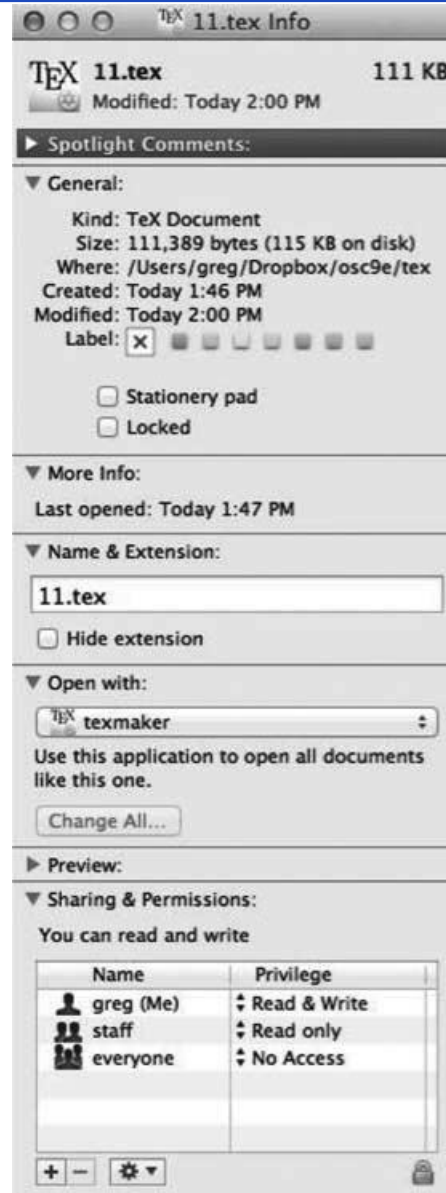 TEX 11.tex Info
TEX 11.tex 111 KB
Modified: Today 2:00 PM
Spotlight Comments:
General:
Kind: TeX Document
Size: 111,389 bytes (115 KB on disk)
Where: /Users/greg/Dropbox/osc9e/tex
Created: Today 1:46 PM
Modified: Today 2:00 PM
Label:
Stationery pad
Locked
More Info:
Last opened: Today 1:47 PM
Name & Extension:
11.tex
Hide extension
Open with:
TEX texmaker
Use this application to open all documents
like this one.
Change All...
Preview:
Sharing & Permissions:
You can read and write
Name Privilege
greg (Me) Read & Write
staff Read only
everyone No Access